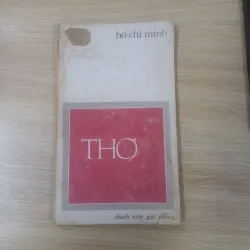 hồ chí minh
THƠ
thanh niên giải phóng